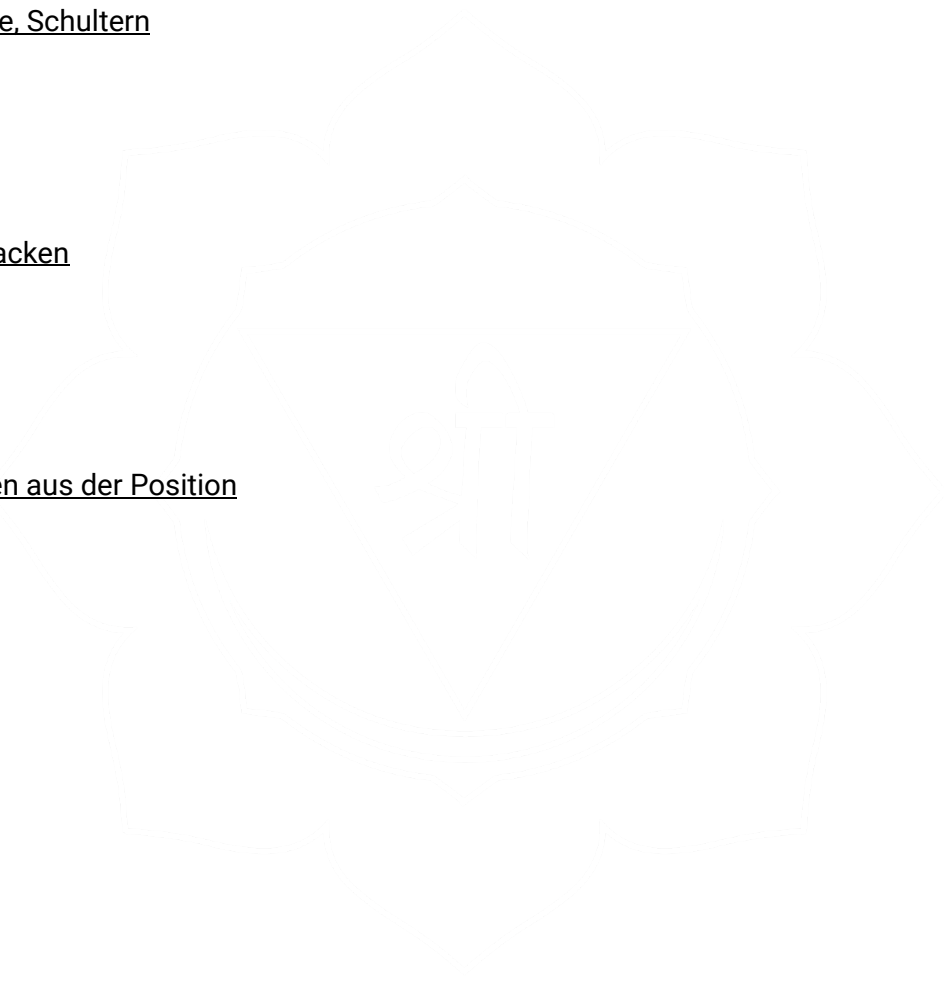 e, Schultern
acken
en aus der Position